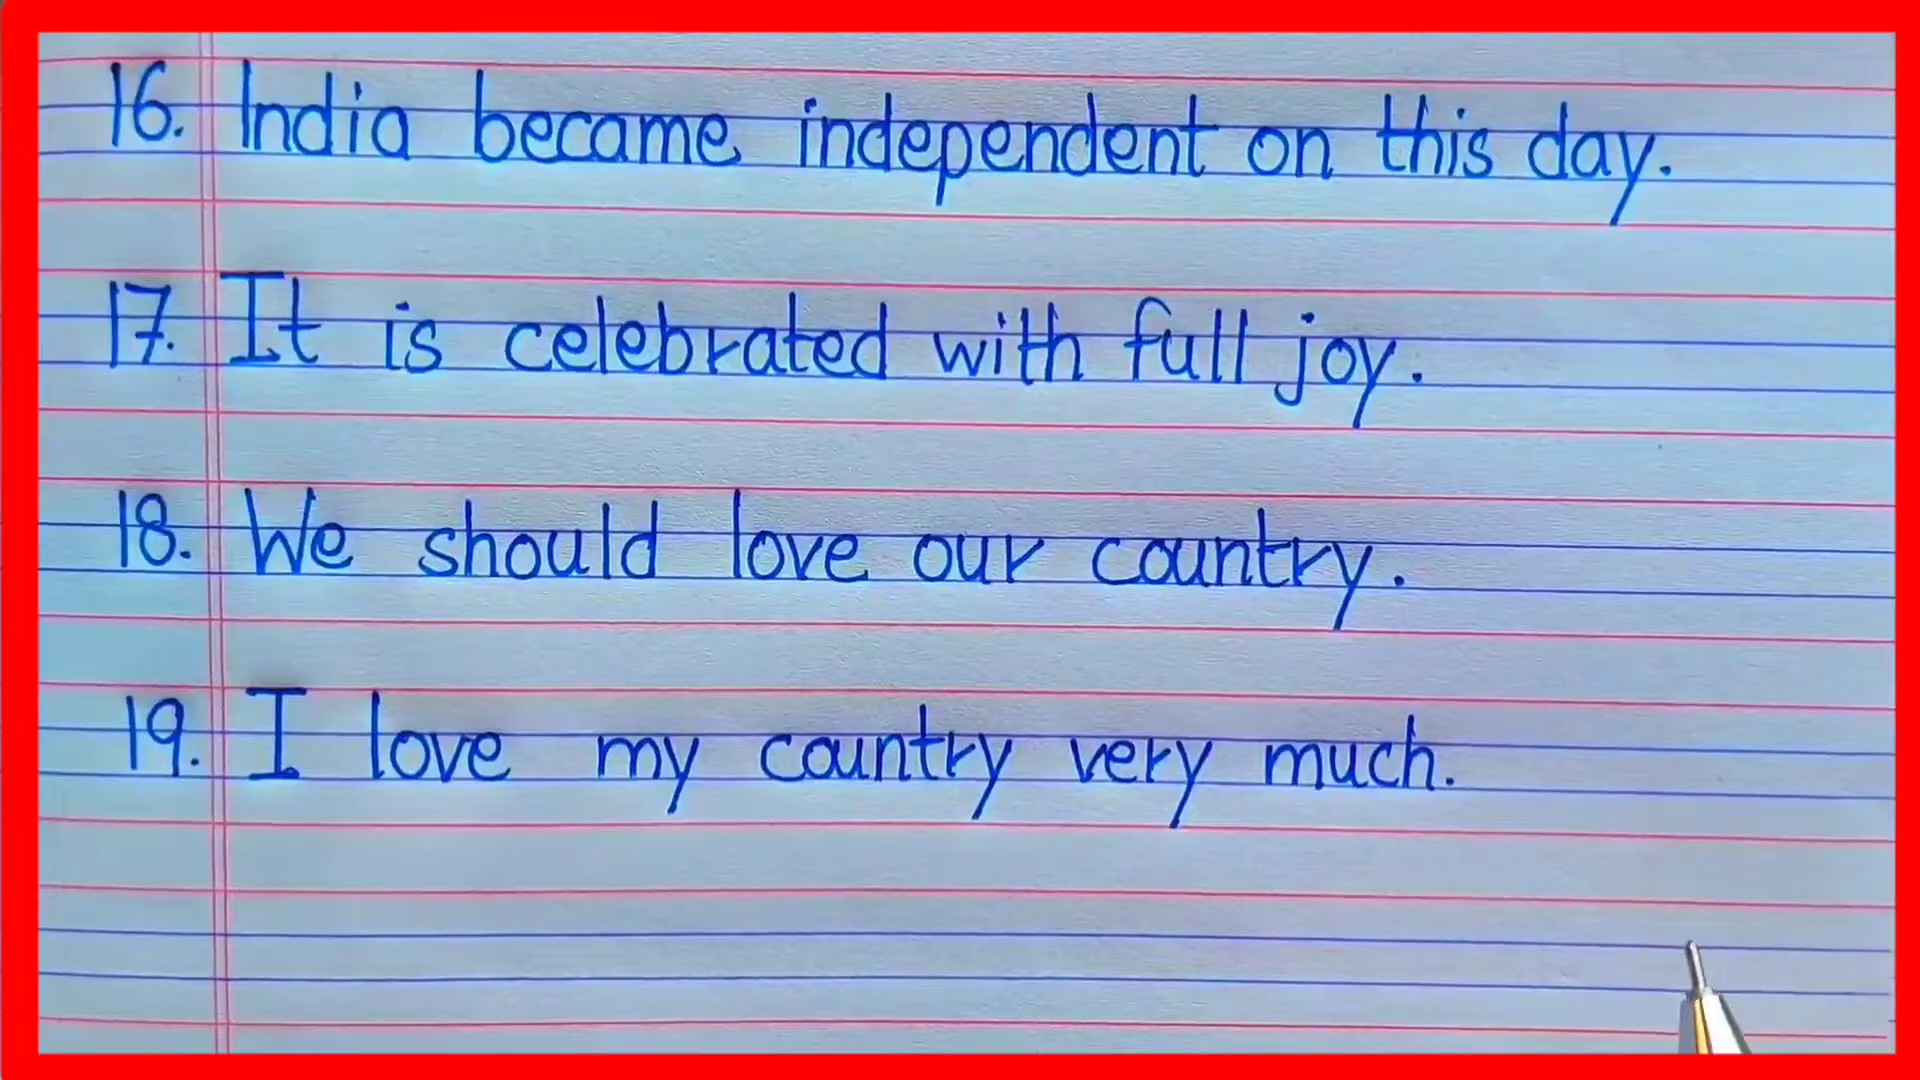 16. India became independent on this day.
17. It is celebrated with full joy.
18. We should love our country.
19. I love my country very much.